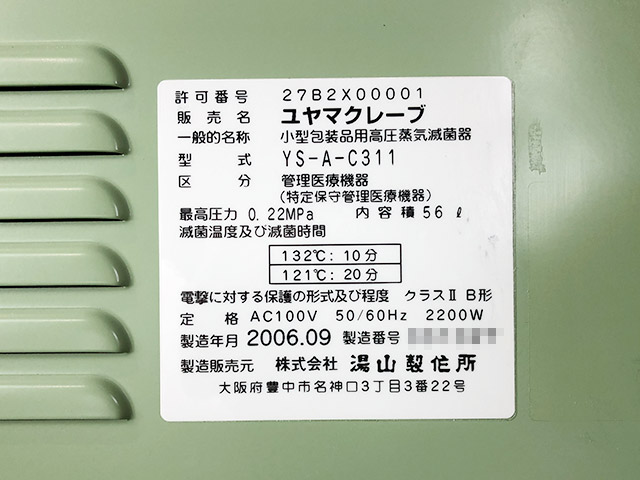 許可番号 27B2X00001
販売名 ユヤマクレーブ
一般的名称 小型包装品用高圧蒸気滅菌器
型式 YS-A-C311
区分 管理医療機器
(特定保守管理医療機器)
最高圧力 0.22MPa 内容積56ℓ
滅菌温度及び滅菌時間
132℃:10分
121℃:20分
電撃に対する保護の形式及び程度 クラスⅡ B形
定格 AC100V 50/60Hz 2200W
製造年月 2006.09 製造番号
製造販売元 株式会社 湯山製作所
大阪府豊中市名神口3丁目3番22号